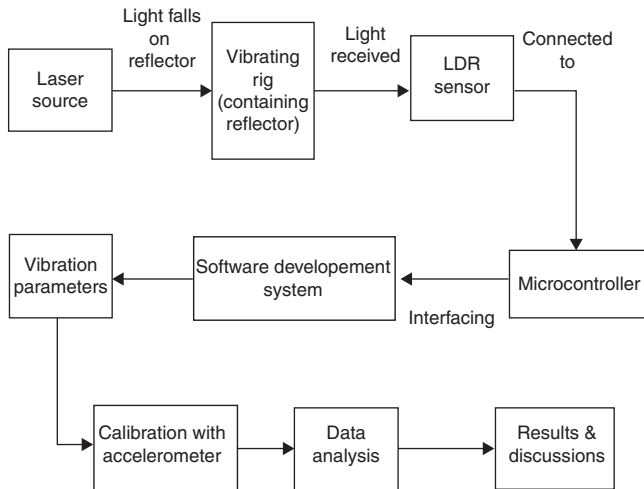 Light falls
on
reflector
Laser
source
Vibrating
rig
(containing
reflector)
Light
received
LDR
sensor
Connected
to
Microcontroller
Interfacing
Software developement
system
Vibration
parameters
Calibration with
accelerometer
Data
analysis
Results &
discussions